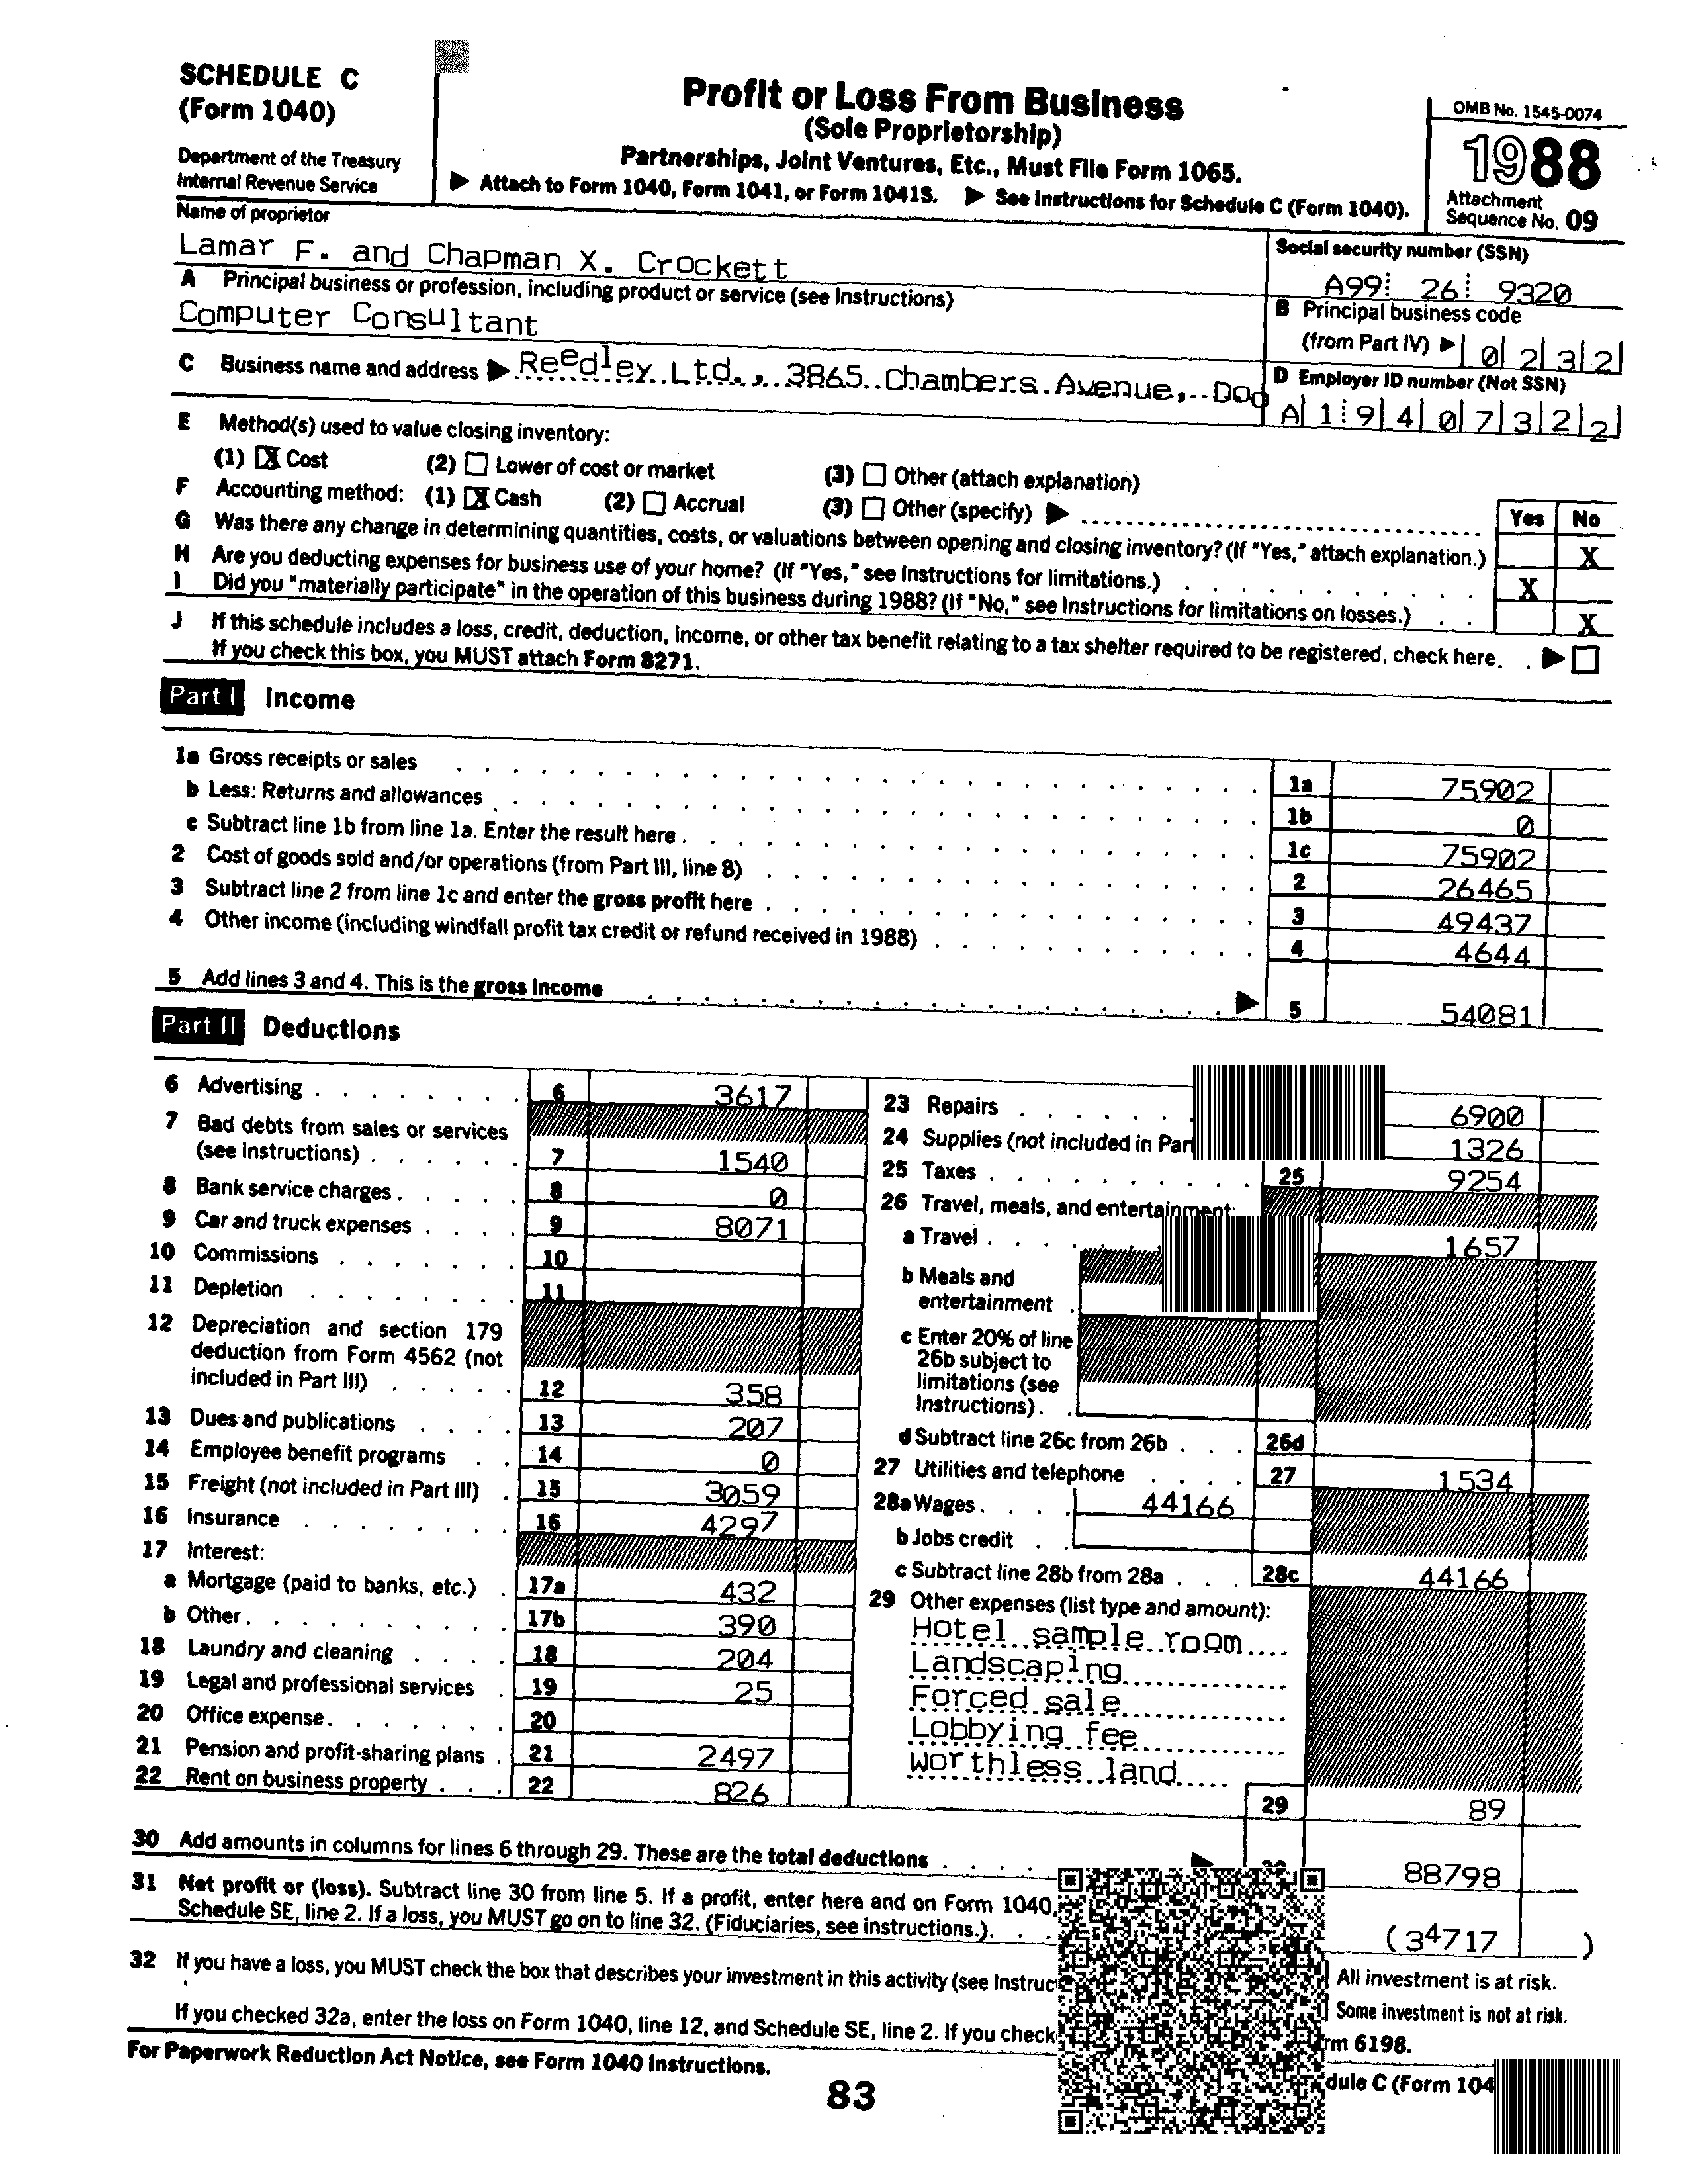 SCHEDULE C
(Form 1040)
Department of the Treasury
Internal Revenue Service
Profit or Loss From Business
(Sole Proprietorship)
Partnerships, Joint Ventures, Etc., Must File Form 1065.
▶ Attach to Form 1040, Form 1041, or Form 1041S. ▶ See Instructions for Schedule C (Form 1040).
OMB No. 1545-0074
1988
Attachment
Sequence No. 09
Name of proprietor
Lamar F. and Chapman X. Crockett
Social security number (SSN)
A99 26 9320
A Principal business or profession, including product or service (see Instructions)
Computer Consultant
B Principal business code
(from Part IV) ▶ 0 2 3 2
C Business name and address ▶ Reedley Ltd., 3865 Chambers Avenue, Dod
D Employer ID number (Not SSN)
A 1 9 4 0 7 3 2 2
E Method(s) used to value closing inventory:
(1) ☒ Cost (2) ☐ Lower of cost or market (3) ☐ Other (attach explanation)
F Accounting method: (1) ☒ Cash (2) ☐ Accrual (3) ☐ Other (specify) ▶
Yes No
G Was there any change in determining quantities, costs, or valuations between opening and closing inventory? (If "Yes," attach explanation.) X
H Are you deducting expenses for business use of your home? (If "Yes," see Instructions for limitations.) X
I Did you "materially participate" in the operation of this business during 1988? (If "No," see Instructions for limitations on losses.) X
J If this schedule includes a loss, credit, deduction, income, or other tax benefit relating to a tax shelter required to be registered, check here. ▶ ☐
If you check this box, you MUST attach Form 8271.
Part I Income
1a Gross receipts or sales 1a 75902
b Less: Returns and allowances 1b 0
c Subtract line 1b from line 1a. Enter the result here 1c 75902
2 Cost of goods sold and/or operations (from Part III, line 8) 2 26465
3 Subtract line 2 from line 1c and enter the gross profit here 3 49437
4 Other income (including windfall profit tax credit or refund received in 1988) 4 4644
5 Add lines 3 and 4. This is the gross income ▶ 5 54081
Part II Deductions
6 Advertising 6 3617
7 Bad debts from sales or services
(see Instructions) 7 1540
8 Bank service charges 8 0
9 Car and truck expenses 9 8071
10 Commissions 10
11 Depletion 11
12 Depreciation and section 179
deduction from Form 4562 (not
included in Part III) 12 358
13 Dues and publications 13 207
14 Employee benefit programs 14 0
15 Freight (not included in Part III) 15 3059
16 Insurance 16 4297
17 Interest:
a Mortgage (paid to banks, etc.) 17a 432
b Other 17b 390
18 Laundry and cleaning 18 204
19 Legal and professional services 19 25
20 Office expense 20
21 Pension and profit-sharing plans 21 2497
22 Rent on business property 22 826
23 Repairs 6900
24 Supplies (not included in Par 1326
25 Taxes 25 9254
26 Travel, meals, and entertainment:
a Travel 1657
b Meals and
entertainment
c Enter 20% of line
26b subject to
limitations (see
Instructions)
d Subtract line 26c from 26b 26d
27 Utilities and telephone 27 1534
28a Wages 44166
b Jobs credit
c Subtract line 28b from 28a 28c 44166
29 Other expenses (list type and amount):
Hotel sample room
Landscaping
Forced sale
Lobbying fee
worthless land
29 89
30 Add amounts in columns for lines 6 through 29. These are the total deductions ▶ 88798
31 Net profit or (loss). Subtract line 30 from line 5. If a profit, enter here and on Form 1040,
Schedule SE, line 2. If a loss, you MUST go on to line 32. (Fiduciaries, see instructions.) (34717 )
32 If you have a loss, you MUST check the box that describes your investment in this activity (see Instruc
All investment is at risk.
Some investment is not at risk.
If you checked 32a, enter the loss on Form 1040, line 12, and Schedule SE, line 2. If you check
rm 6198.
For Paperwork Reduction Act Notice, see Form 1040 Instructions.
dule C (Form 104
83